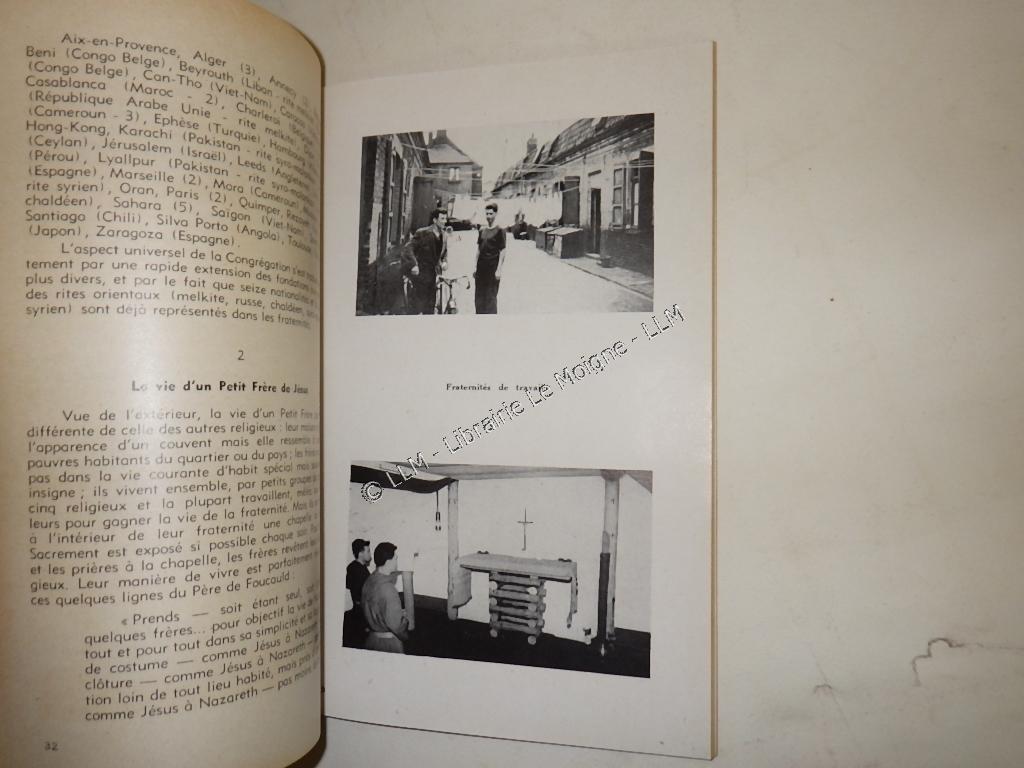 Aix-en-Provence, Alger (3), Annecy (2),
Beni (Congo Belge), Beyrouth (Liban - rite
(Congo Belge), Can-Tho (Viet-Nam),
Casablanca (Maroc - 2), Charleroi
(République Arabe Unie - rite melkite),
(Cameroun - 3), Ephèse (Turquie), Hambourg
Hong-Kong, Karachi (Pakistan - rite syro-
(Ceylan), Jérusalem (Israël), Leeds (Angleterre
(Pérou), Lyallpur (Pakistan - rite syro-
(Espagne), Marseille (2), Mora (Cameroun),
rite syrien), Oran, Paris (2), Quimper,
chaldéen), Sahara (5), Saïgon (Viet-Nam),
Santiago (Chili), Silva Porto (Angola),
(Japon), Zaragoza (Espagne).
L'aspect universel de la Congrégation s'est
tement par une rapide extension des fondations
plus divers, et par le fait que seize nationalités
des rites orientaux (melkite, russe, chaldéen,
syrien) sont déjà représentés dans les fraternités
2
La vie d'un Petit Frère de Jésus
Vue de l'extérieur, la vie d'un Petit Frère
différente de celle des autres religieux : leur
l'apparence d'un couvent mais elle ressemble
pauvres habitants du quartier ou du pays ; les
pas dans la vie courante d'habit spécial mais
insigne ; ils vivent ensemble, par petits groupes
cinq religieux et la plupart travaillent,
leurs pour gagner la vie de la fraternité. Mais
à l'intérieur de leur fraternité une chapelle
Sacrement est exposé si possible chaque soir.
et les prières à la chapelle, les frères revêtent
gieux. Leur manière de vivre est parfaitement
ces quelques lignes du Père de Foucauld :
« Prends — soit étant seul, soit
quelques frères... pour objectif la vie de
tout et pour tout dans sa simplicité et
de costume — comme Jésus à Nazareth
clôture — comme Jésus à Nazareth —
tion loin de tout lieu habité, mais près
comme Jésus à Nazareth — pas moins
32
Fraternités de travail
© LLM - Librairie Le Moigne - LLM